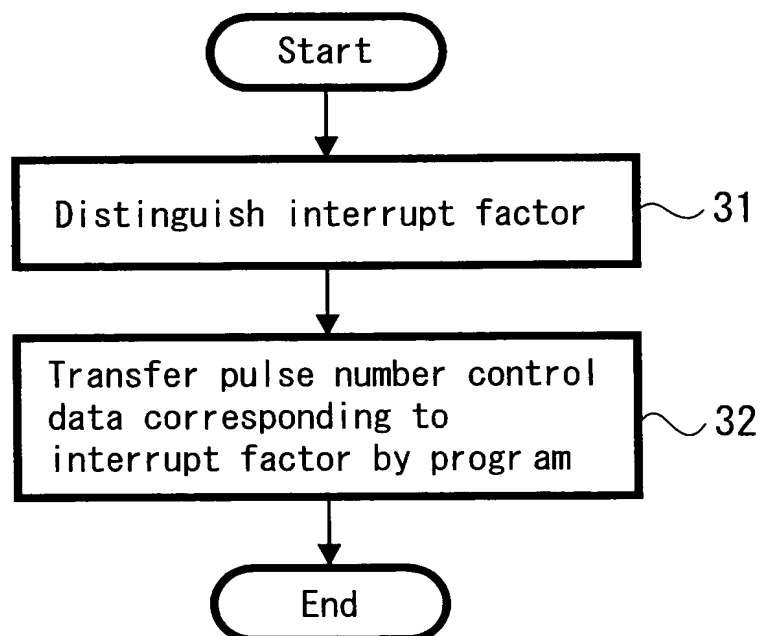 Start
Distinguish interrupt factor
31
Transfer pulse number control
data corresponding to
interrupt factor by program
32
End